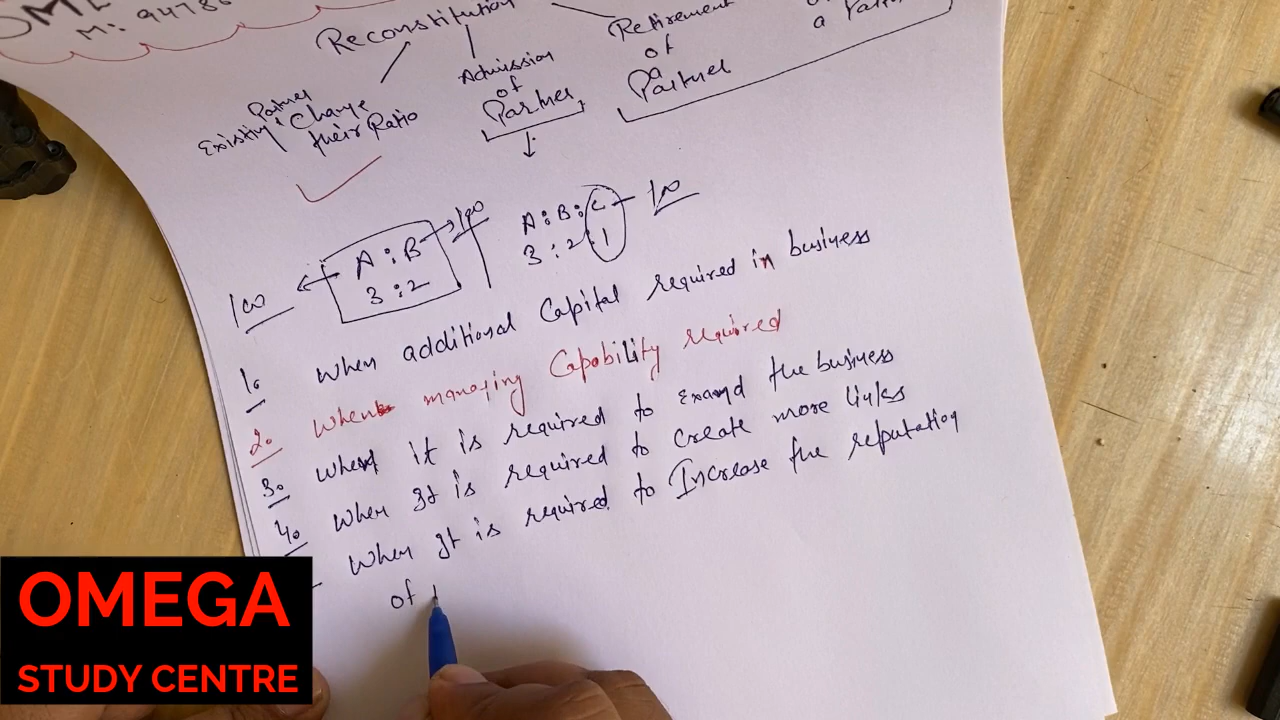 M: 94786
Reconstitution
Retirement
of
a
Partner
a Partner
Admission
of
Partner
Partner
Existing Change
their Ratio
A : B
3 : 2
100
100
A : B : C
3 : 2 : 1
100
1. When additional Capital required in business
2. When managing Capability required
3. When it is required to Exand the business
4. When It is required to Create more links
When It is required to Increase the reputation
of
OMEGA
STUDY CENTRE